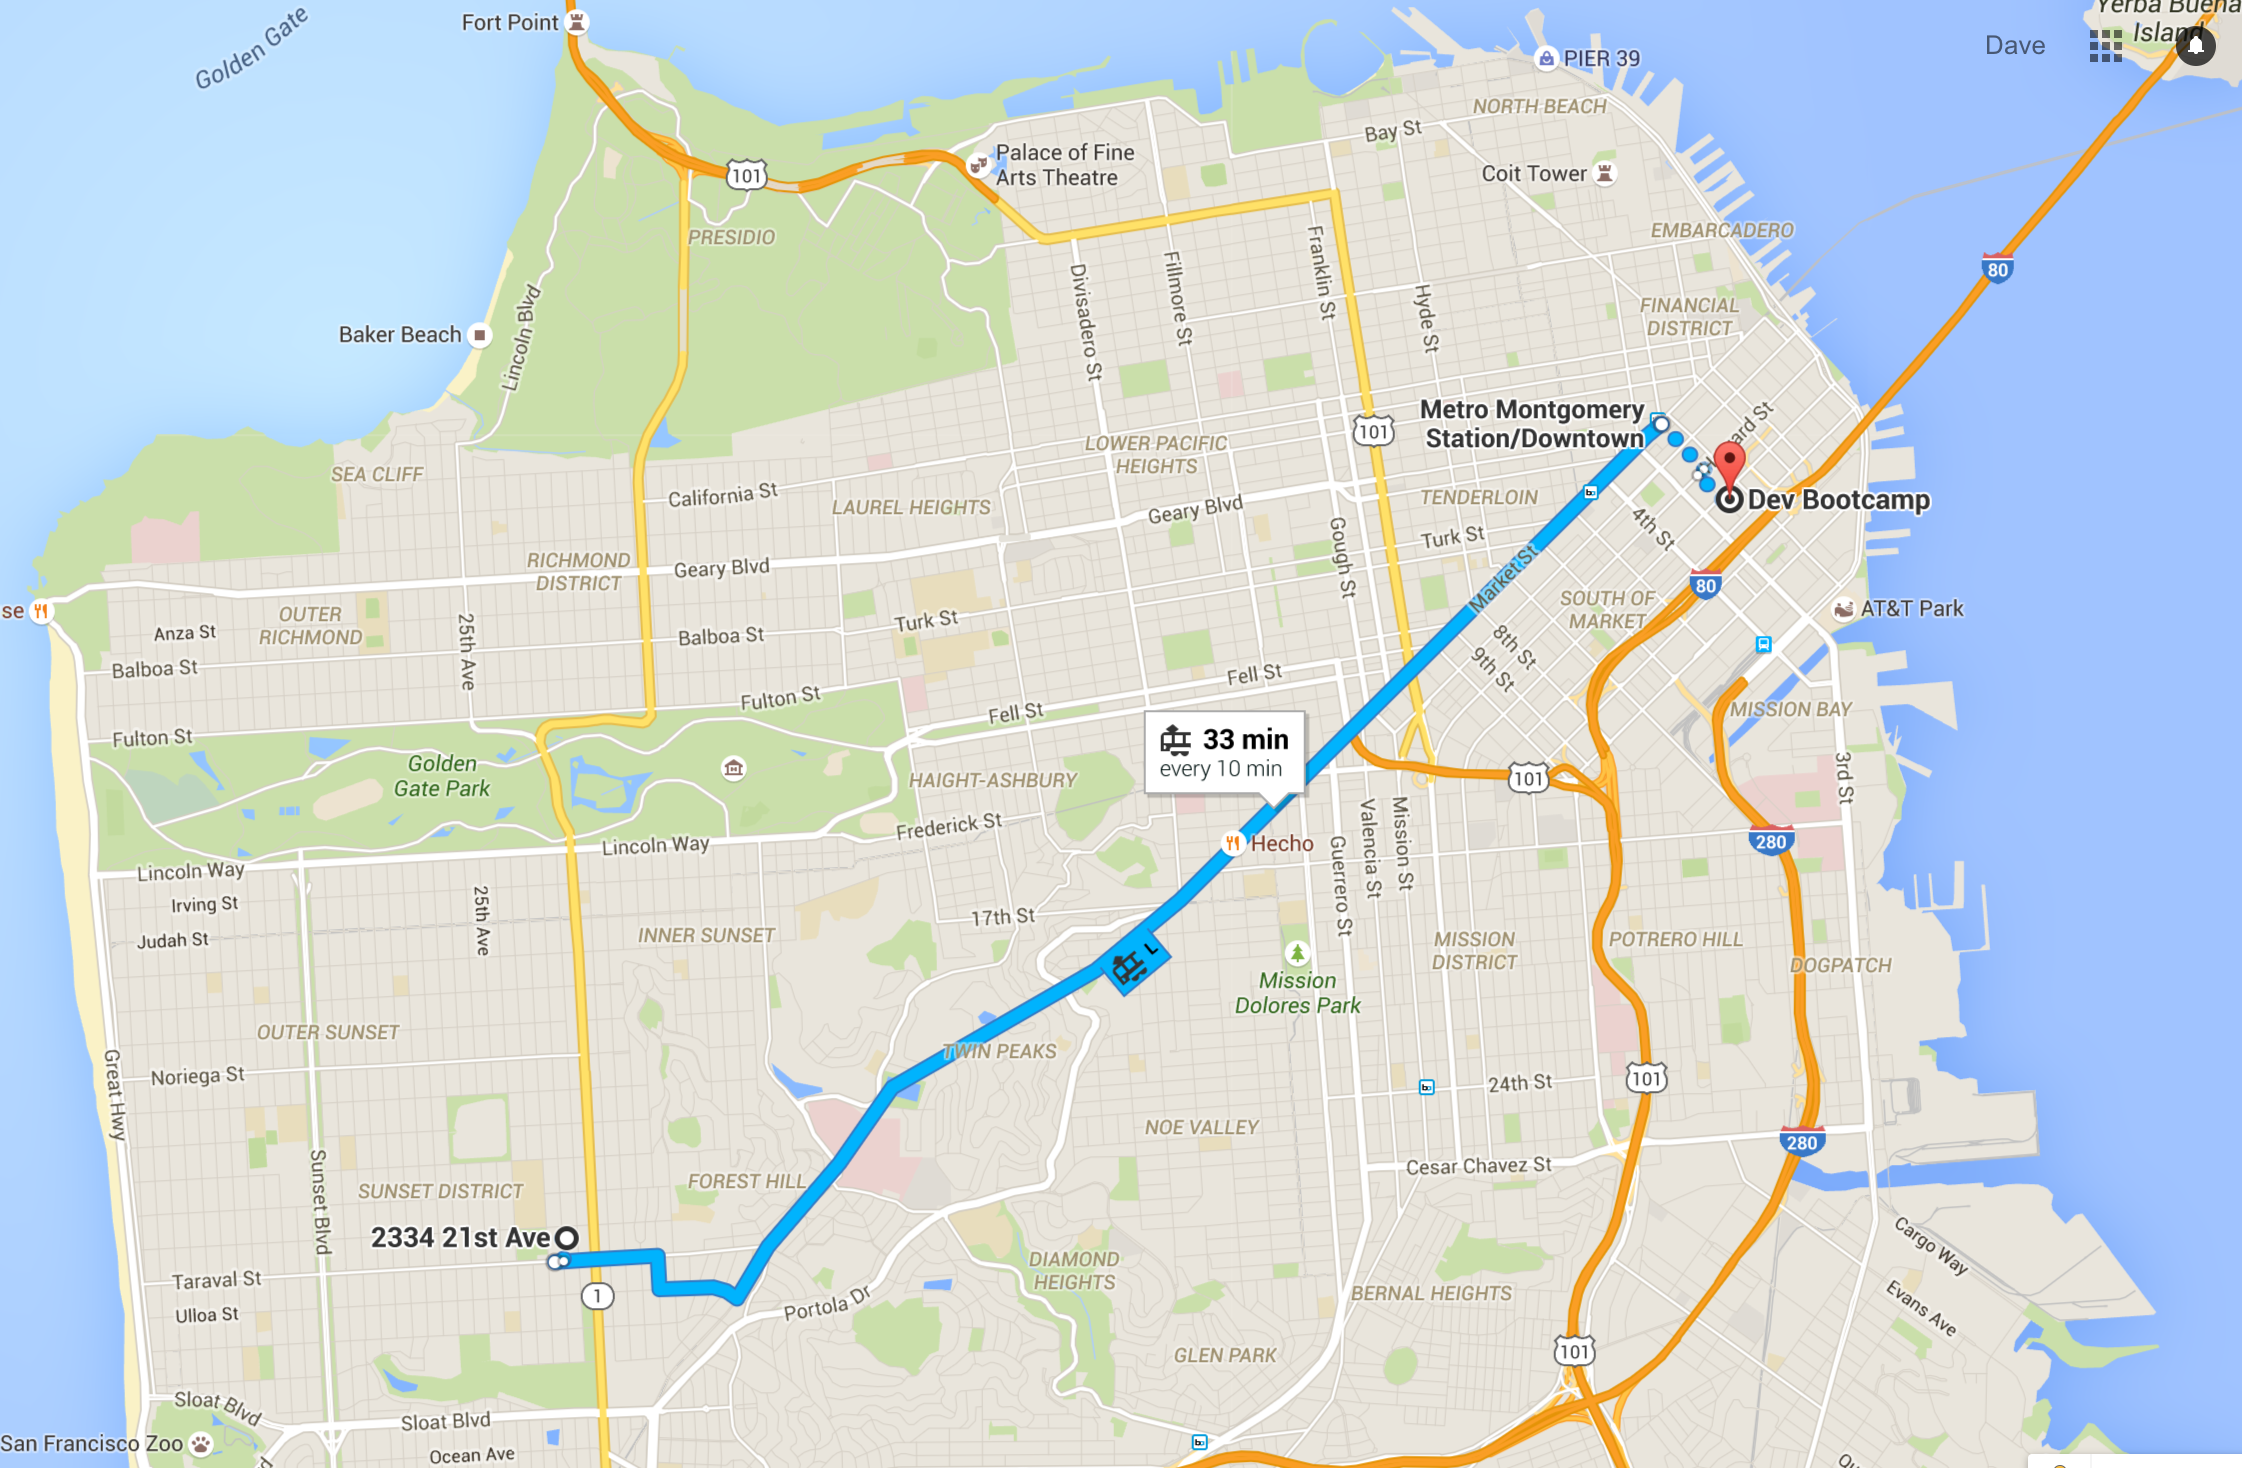 Golden Gate
Fort Point
PIER 39
Dave
Yerba Buena
Island
NORTH BEACH
Bay St
101
Palace of Fine
Arts Theatre
Coit Tower
PRESIDIO
EMBARCADERO
80
Franklin St
Fillmore St
Divisadero St
Hyde St
Lincoln Blvd
Baker Beach
FINANCIAL
DISTRICT
101
Metro Montgomery
Station/Downtown
ard St
LOWER PACIFIC
HEIGHTS
SEA CLIFF
California St
LAUREL HEIGHTS
Geary Blvd
TENDERLOIN
Dev Bootcamp
4th St
Turk St
Gough St
Market St
RICHMOND
DISTRICT
Geary Blvd
80
SOUTH OF
MARKET
AT&T Park
se
OUTER
RICHMOND
Anza St
25th Ave
Balboa St
Turk St
8th St
9th St
Balboa St
Fell St
Fulton St
Fell St
MISSION BAY
Fulton St
33 min
every 10 min
Golden
Gate Park
HAIGHT-ASHBURY
101
3rd St
Frederick St
Valencia St
Mission St
Guerrero St
Hecho
280
Lincoln Way
Lincoln Way
Irving St
25th Ave
Judah St
INNER SUNSET
17th St
L
MISSION
DISTRICT
POTRERO HILL
DOGPATCH
Mission
Dolores Park
OUTER SUNSET
TWIN PEAKS
Great Hwy
Noriega St
101
24th St
NOE VALLEY
280
Cesar Chavez St
Sunset Blvd
SUNSET DISTRICT
FOREST HILL
2334 21st Ave
Cargo Way
Taraval St
DIAMOND
HEIGHTS
1
Ulloa St
Portola Dr
BERNAL HEIGHTS
Evans Ave
GLEN PARK
101
Sloat Blvd
Sloat Blvd
San Francisco Zoo
Ocean Ave